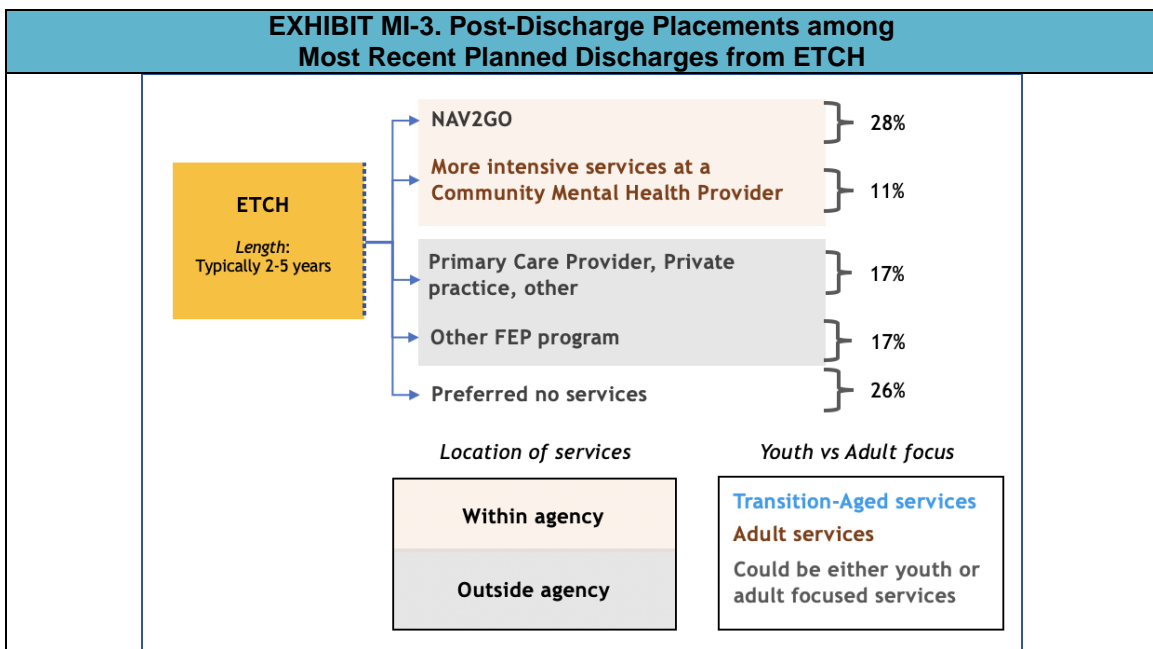 EXHIBIT MI-3. Post-Discharge Placements among
Most Recent Planned Discharges from ETCH
ETCH
Length:
Typically 2-5 years
NAV2GO
28%
More intensive services at a
Community Mental Health Provider
11%
Primary Care Provider, Private
practice, other
17%
Other FEP program
17%
Preferred no services
26%
Location of services
Within agency
Outside agency
Youth vs Adult focus
Transition-Aged services
Adult services
Could be either youth or
adult focused services